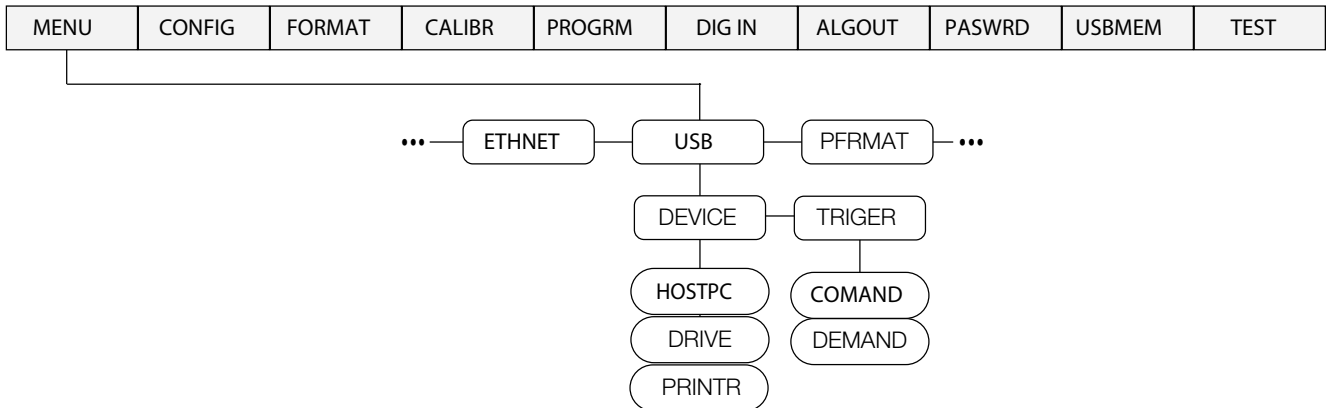 MENU CONFIG FORMAT CALIBR PROGRM DIG IN ALGOUT PASWRD USBMEM TEST
••• ETHNET USB PFRMAT •••
DEVICE TRIGER
HOSTPC COMAND
DRIVE DEMAND
PRINTR